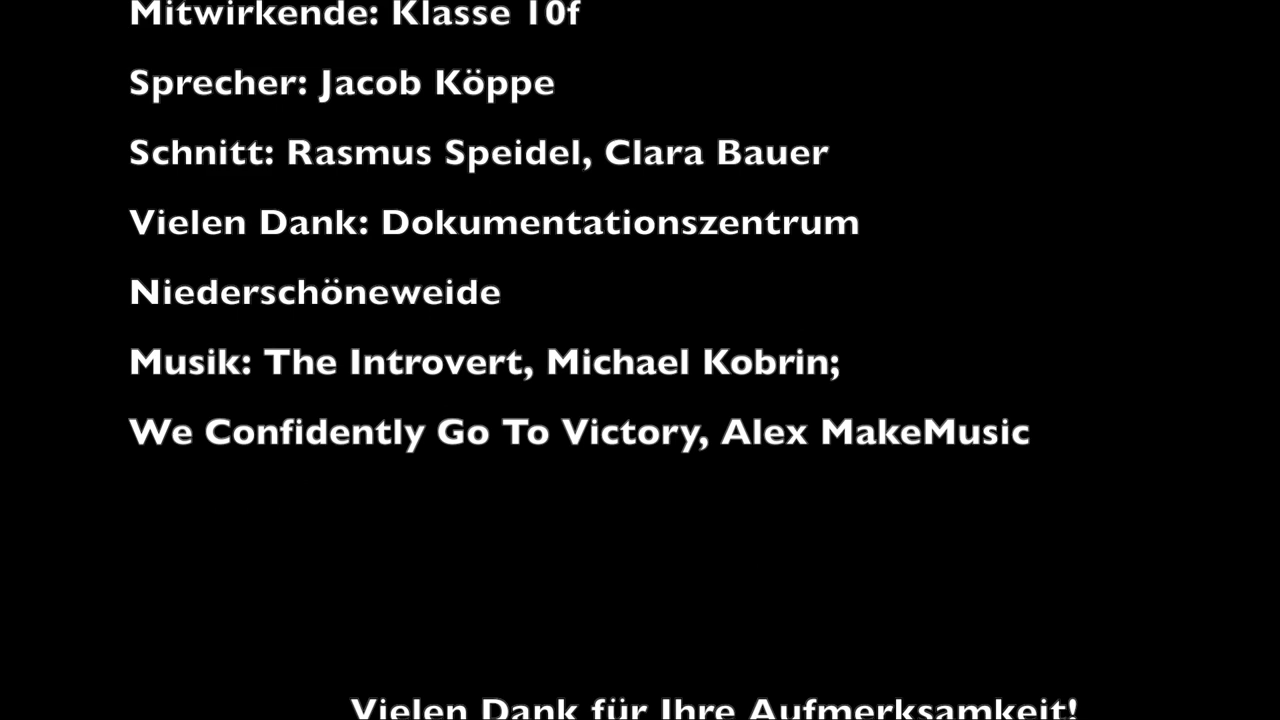 Mitwirkende: Klasse 10f
Sprecher: Jacob Köppe
Schnitt: Rasmus Speidel, Clara Bauer
Vielen Dank: Dokumentationszentrum
Niederschöneweide
Musik: The Introvert, Michael Kobrin;
We Confidently Go To Victory, Alex MakeMusic
Vielen Dank für Ihre Aufmerksamkeit!